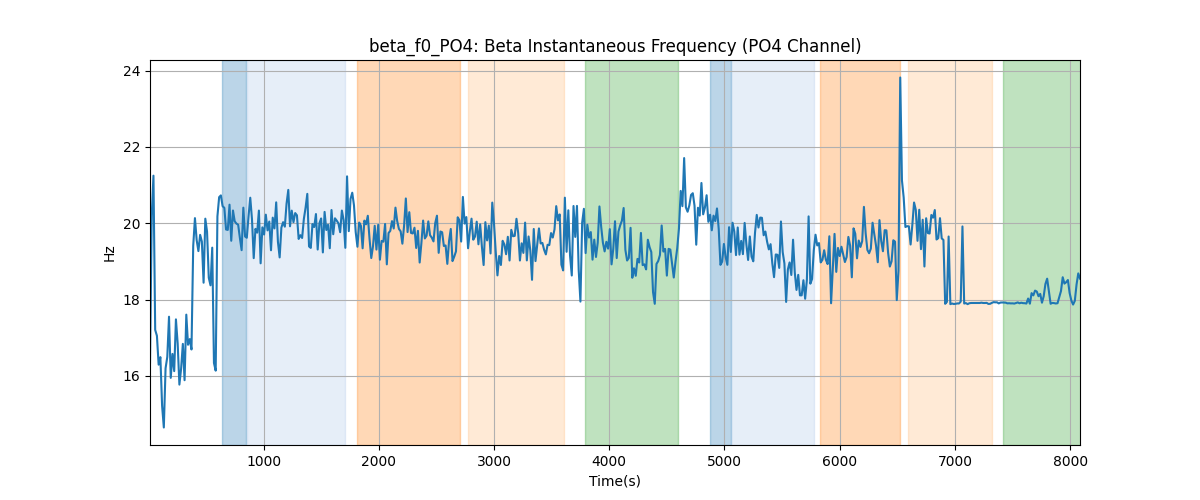 beta_f0_PO4: Beta Instantaneous Frequency (PO4 Channel)
24
22
20
18
16
Hz
1000 2000 3000 4000 5000 6000 7000 8000
Time(s)